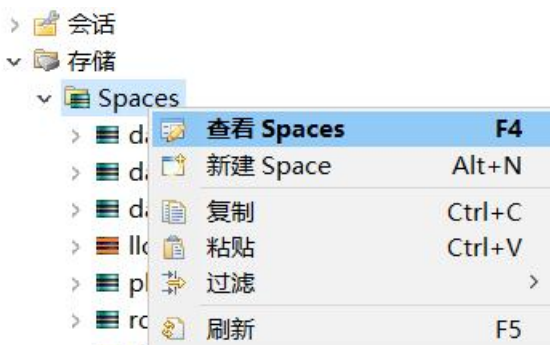 会话
存储
Spaces
查看 Spaces F4
新建 Space Alt+N
复制 Ctrl+C
粘贴 Ctrl+V
过滤
刷新 F5